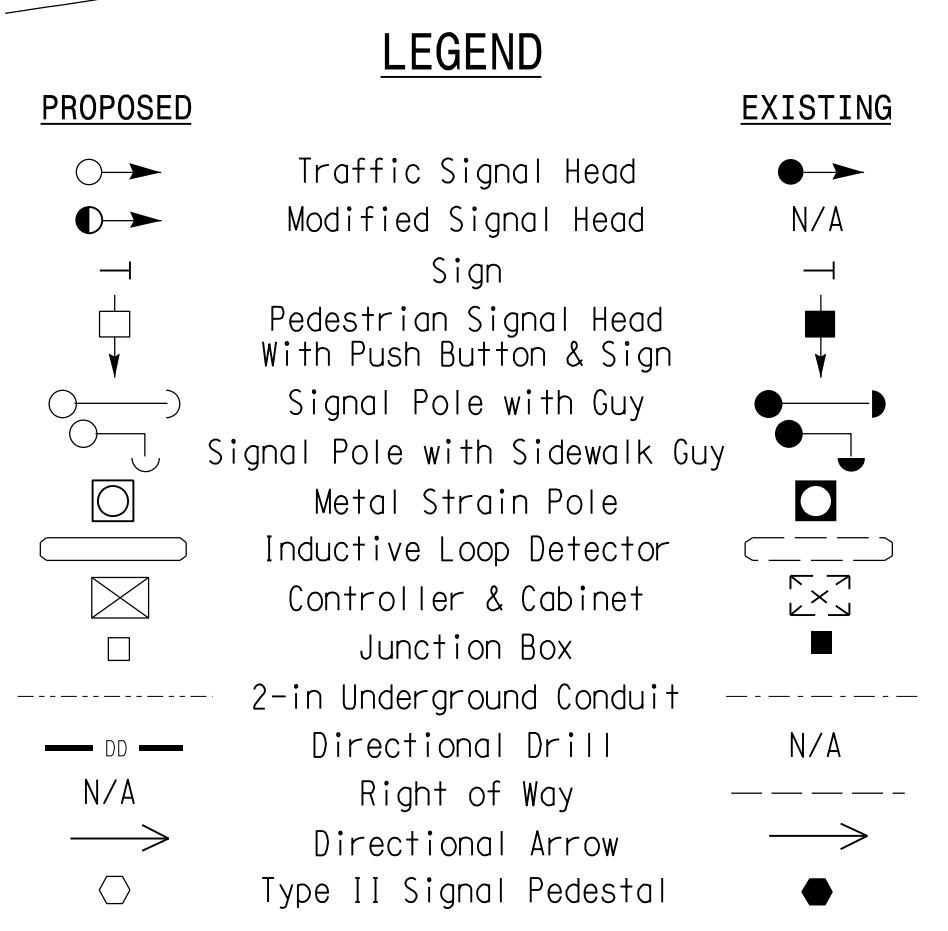 LEGEND
PROPOSED EXISTING
Traffic Signal Head
Modified Signal Head N/A
Sign
Pedestrian Signal Head
With Push Button & Sign
Signal Pole with Guy
Signal Pole with Sidewalk Guy
Metal Strain Pole
Inductive Loop Detector
Controller & Cabinet
Junction Box
2-in Underground Conduit
DD Directional Drill N/A
N/A Right of Way
Directional Arrow
Type II Signal Pedestal